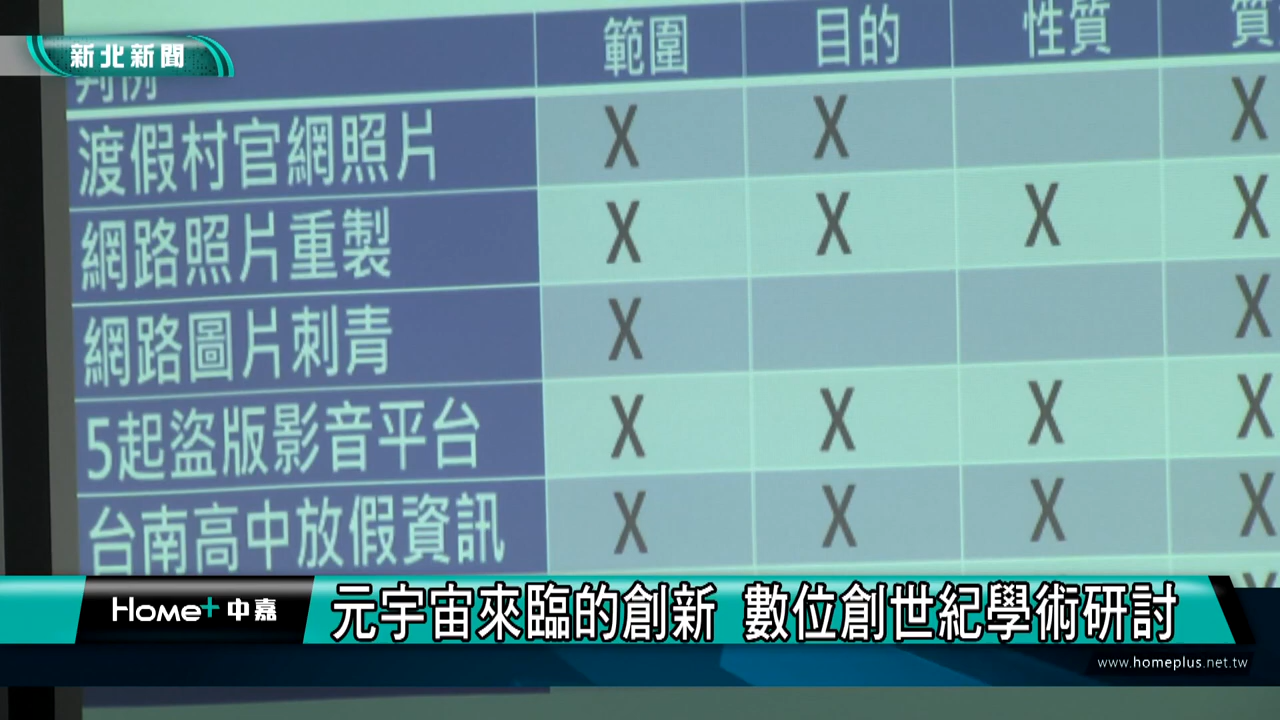 新北新聞
判例 範圍 目的 性質 質
渡假村官網照片 X X X
網路照片重製 X X X X
網路圖片刺青 X X
5起盜版影音平台 X X X X
台南高中放假資訊 X X X X
Home+中嘉 元宇宙來臨的創新 數位創世紀學術研討
www.homeplus.net.tw